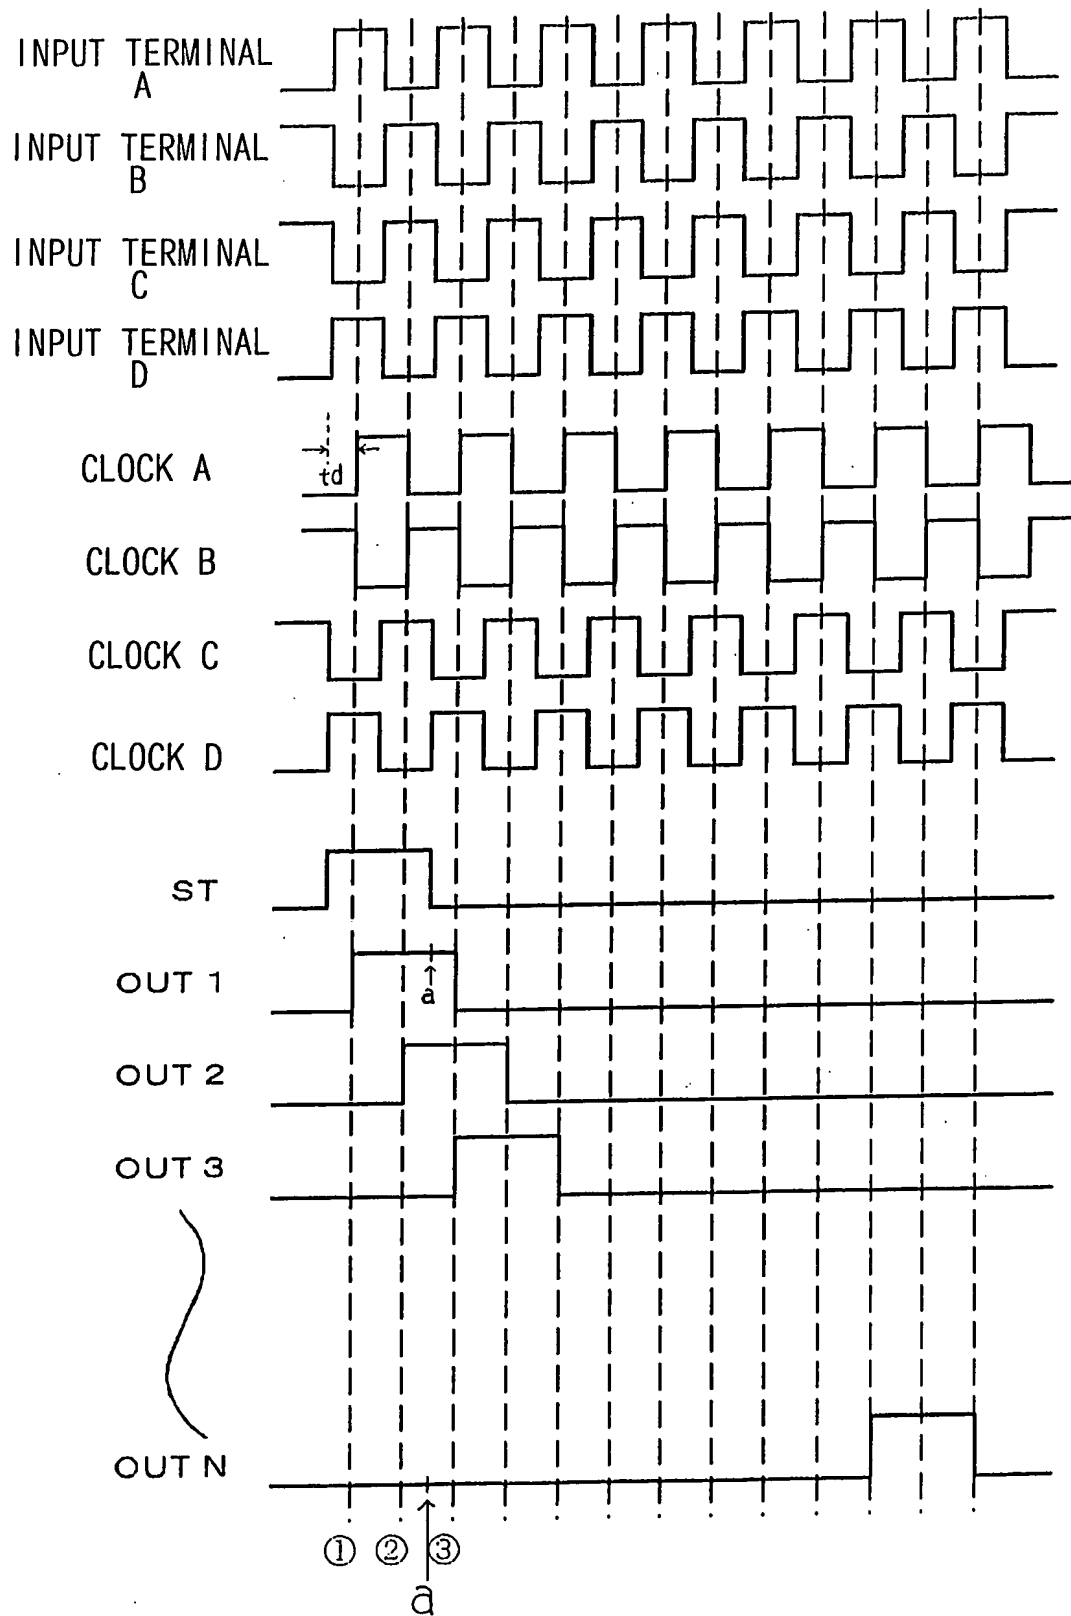 INPUT TERMINAL
A
INPUT TERMINAL
B
INPUT TERMINAL
C
INPUT TERMINAL
D
td
CLOCK A
CLOCK B
CLOCK C
CLOCK D
ST
OUT 1
a
OUT 2
OUT 3
OUT N
① ② ③
a